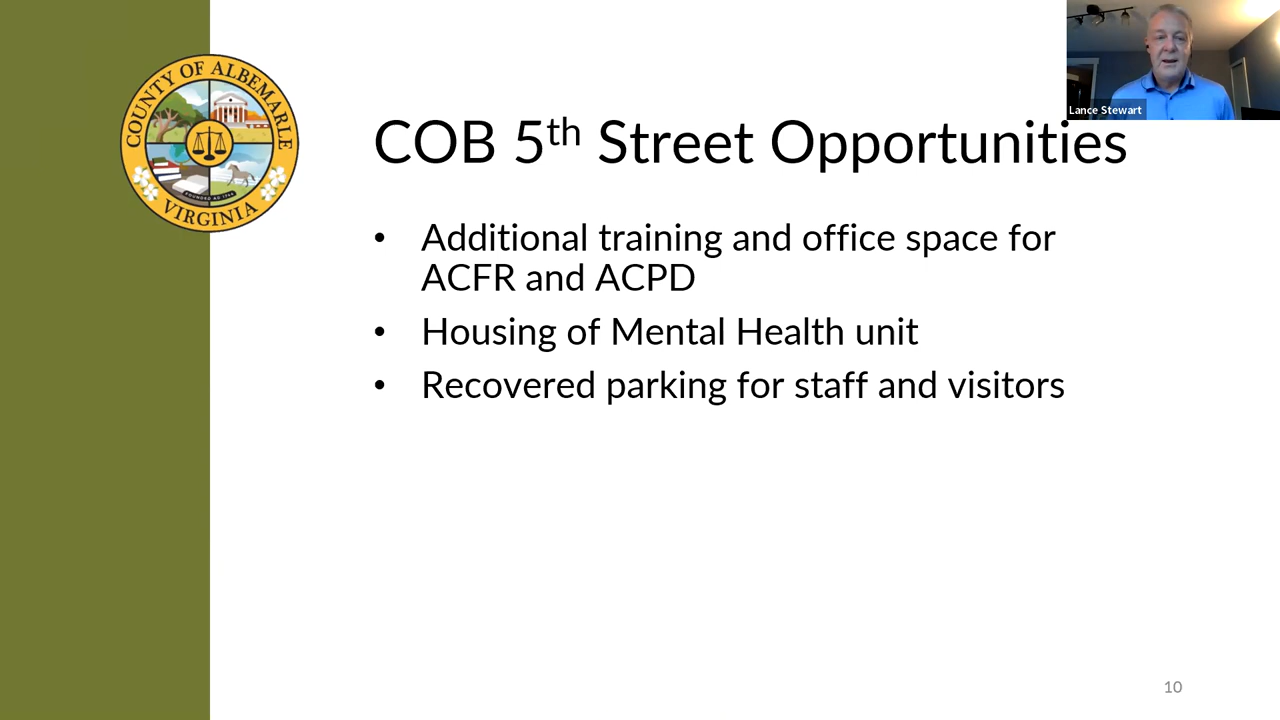 COUNTY OF ALBEMARLE
VIRGINIA
Lance Stewart
COB 5th Street Opportunities
• Additional training and office space for
ACFR and ACPD
• Housing of Mental Health unit
• Recovered parking for staff and visitors
10